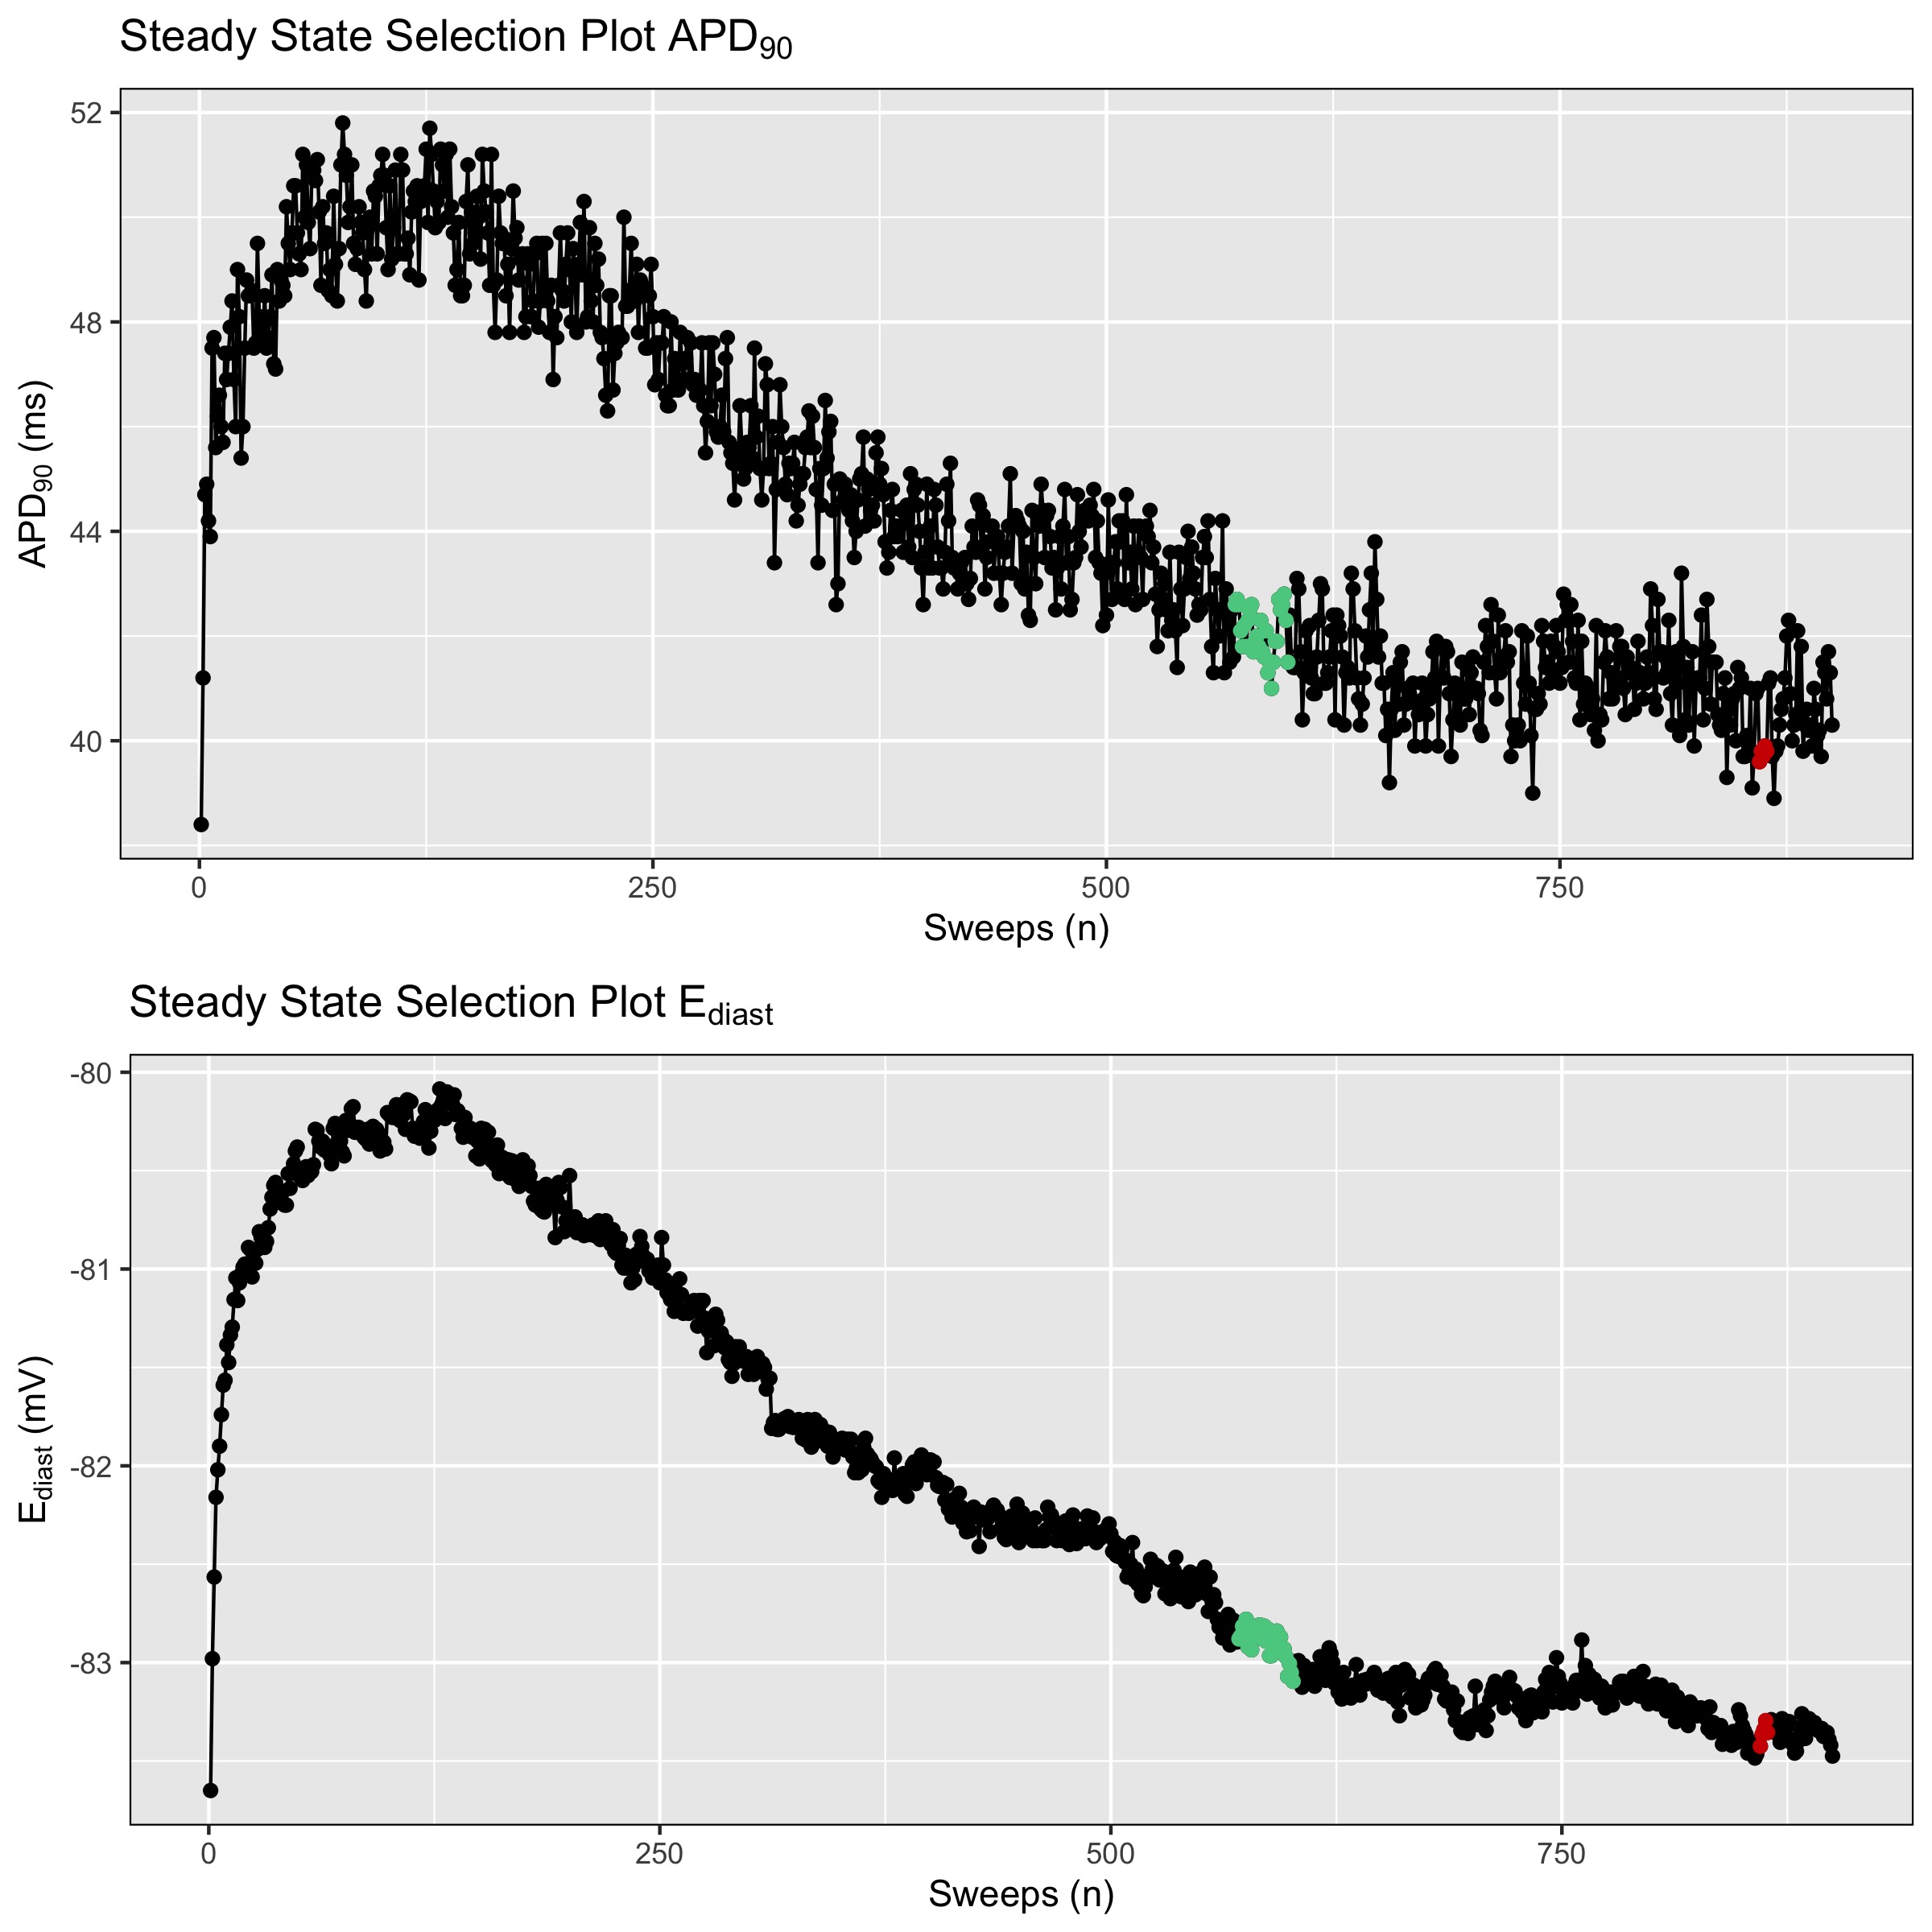 Steady State Selection Plot APD90
52
48
44
40
APD90 (ms)
0 250 500 750
Sweeps (n)
Steady State Selection Plot Ediast
-80
-81
-82
-83
Ediast (mV)
0 250 500 750
Sweeps (n)